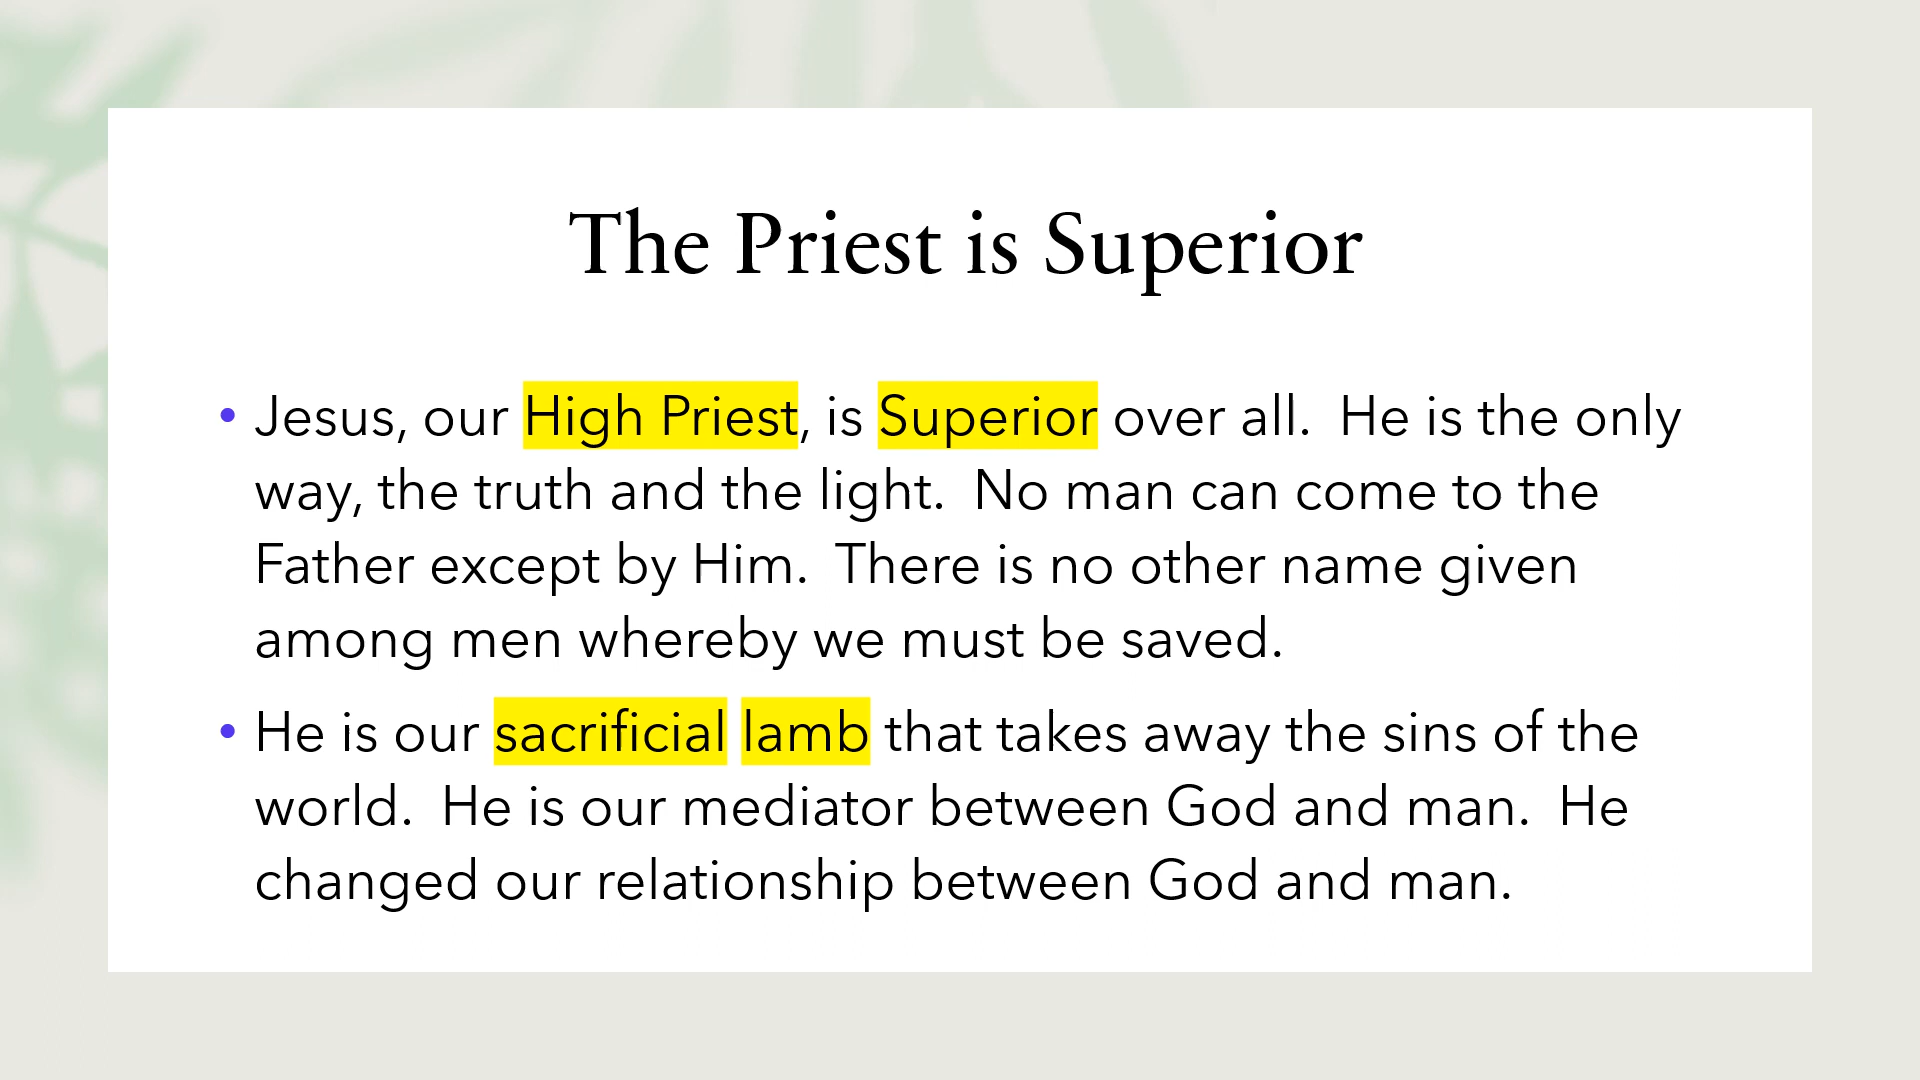 The Priest is Superior
• Jesus, our High Priest, is Superior over all.  He is the only
way, the truth and the light.  No man can come to the
Father except by Him.  There is no other name given
among men whereby we must be saved.
• He is our sacrificial lamb that takes away the sins of the
world.  He is our mediator between God and man.  He
changed our relationship between God and man.